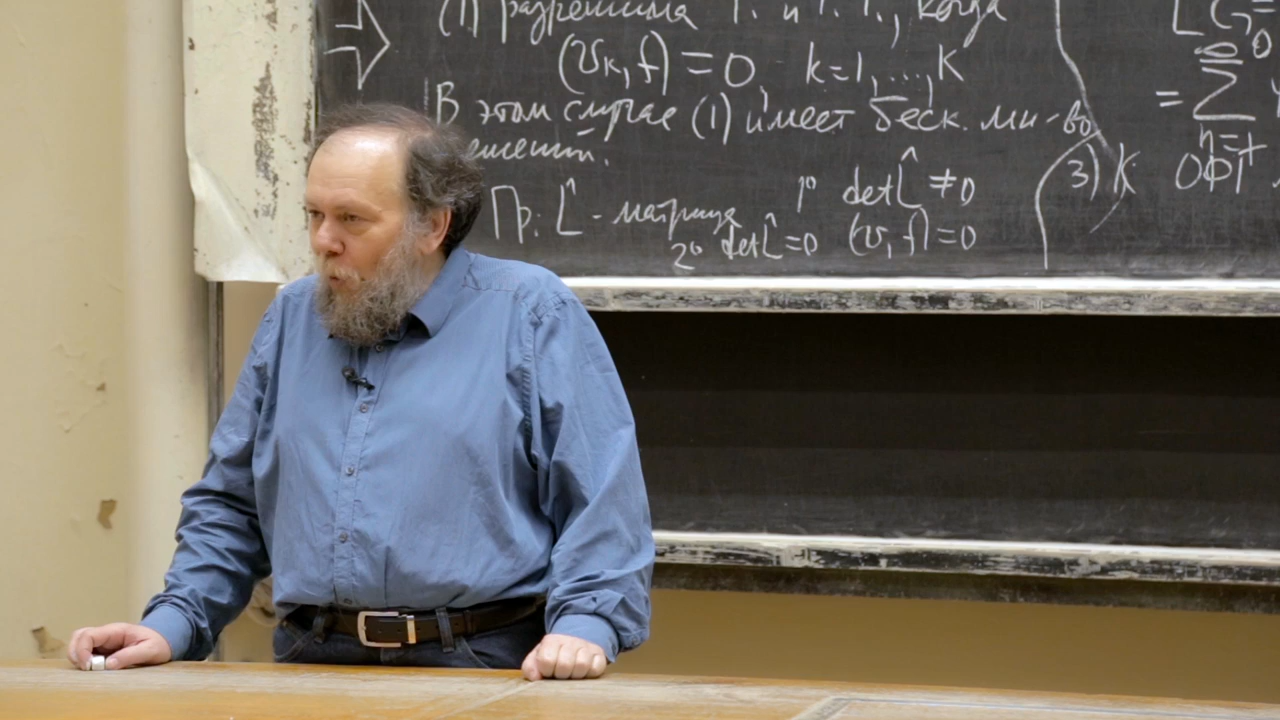 (1) разрешима т. и т. т., когда
(v_k, f) = 0, k=1,...,K
В этом случае (1) имеет беск. мн-во
решений.
Пр: L̂ - матрица 1° det L̂ ≠ 0
2° det L̂ = 0 (v, f) = 0
= ∑
n=1
3) K